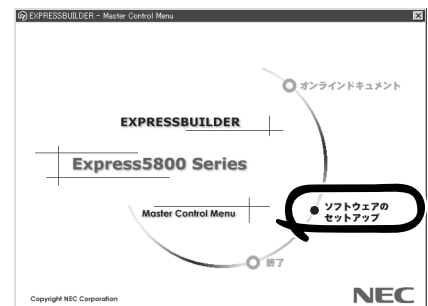 EXPRESSBUILDER - Master Control Menu
オンラインドキュメント
EXPRESSBUILDER
Express5800 Series
Master Control Menu
ソフトウェアの
セットアップ
終了
Copyright NEC Corporation
NEC